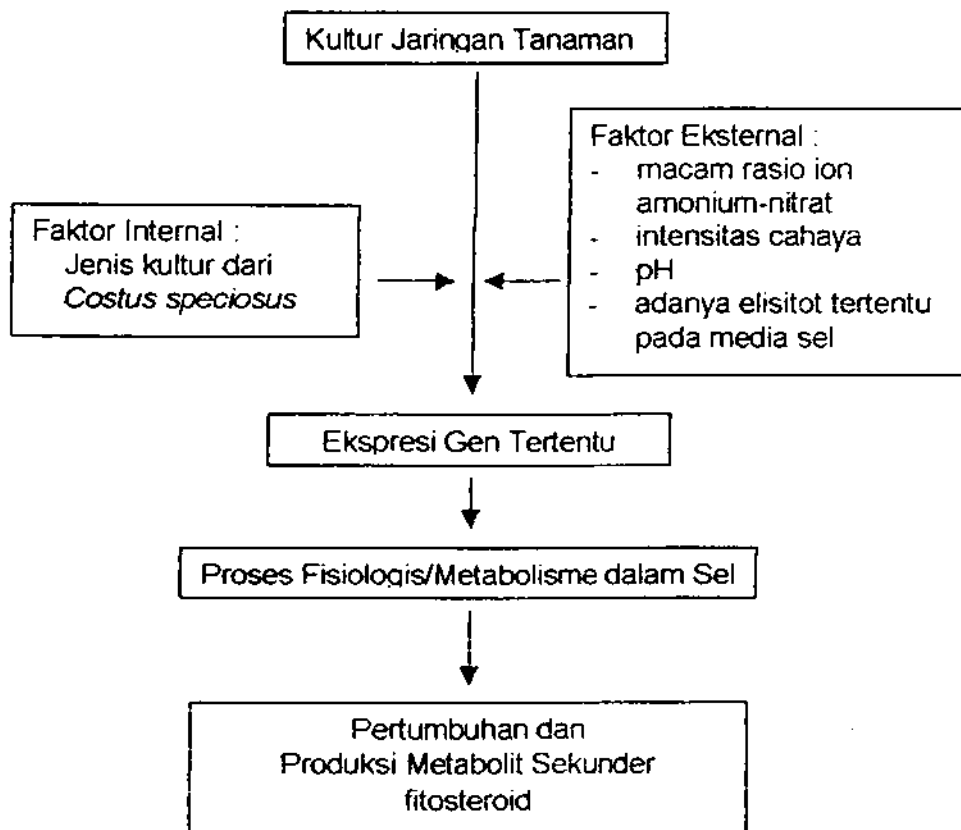 Kultur Jaringan Tanaman
Faktor Eksternal :
- macam rasio ion
amonium-nitrat
- intensitas cahaya
- pH
- adanya elisitot tertentu
pada media sel
Faktor Internal :
Jenis kultur dari
Costus speciosus
Ekspresi Gen Tertentu
Proses Fisiologis/Metabolisme dalam Sel
Pertumbuhan dan
Produksi Metabolit Sekunder
fitosteroid